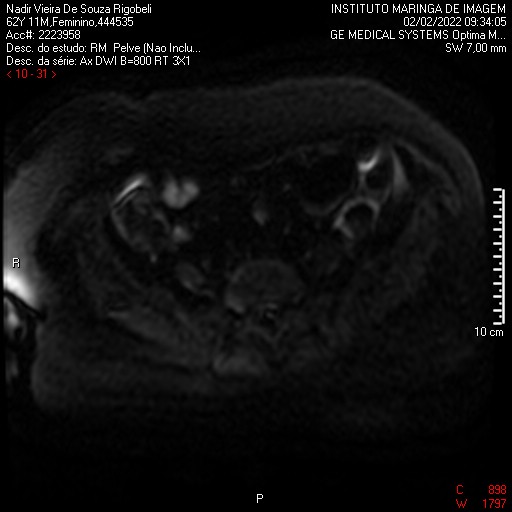 Nadir Vieira De Souza Rigobeli
62Y 11M,Feminino,444535
Acc#: 2223958
Desc. do estudo: RM Pelve (Nao Inclu...
Desc. da série: Ax DWI B=800 RT 3X1
< 10 - 31 >
INSTITUTO MARINGA DE IMAGEM
02/02/2022 09:34:05
GE MEDICAL SYSTEMS Optima M...
SW 7,00 mm
R
10 cm
P
C 898
W 1797